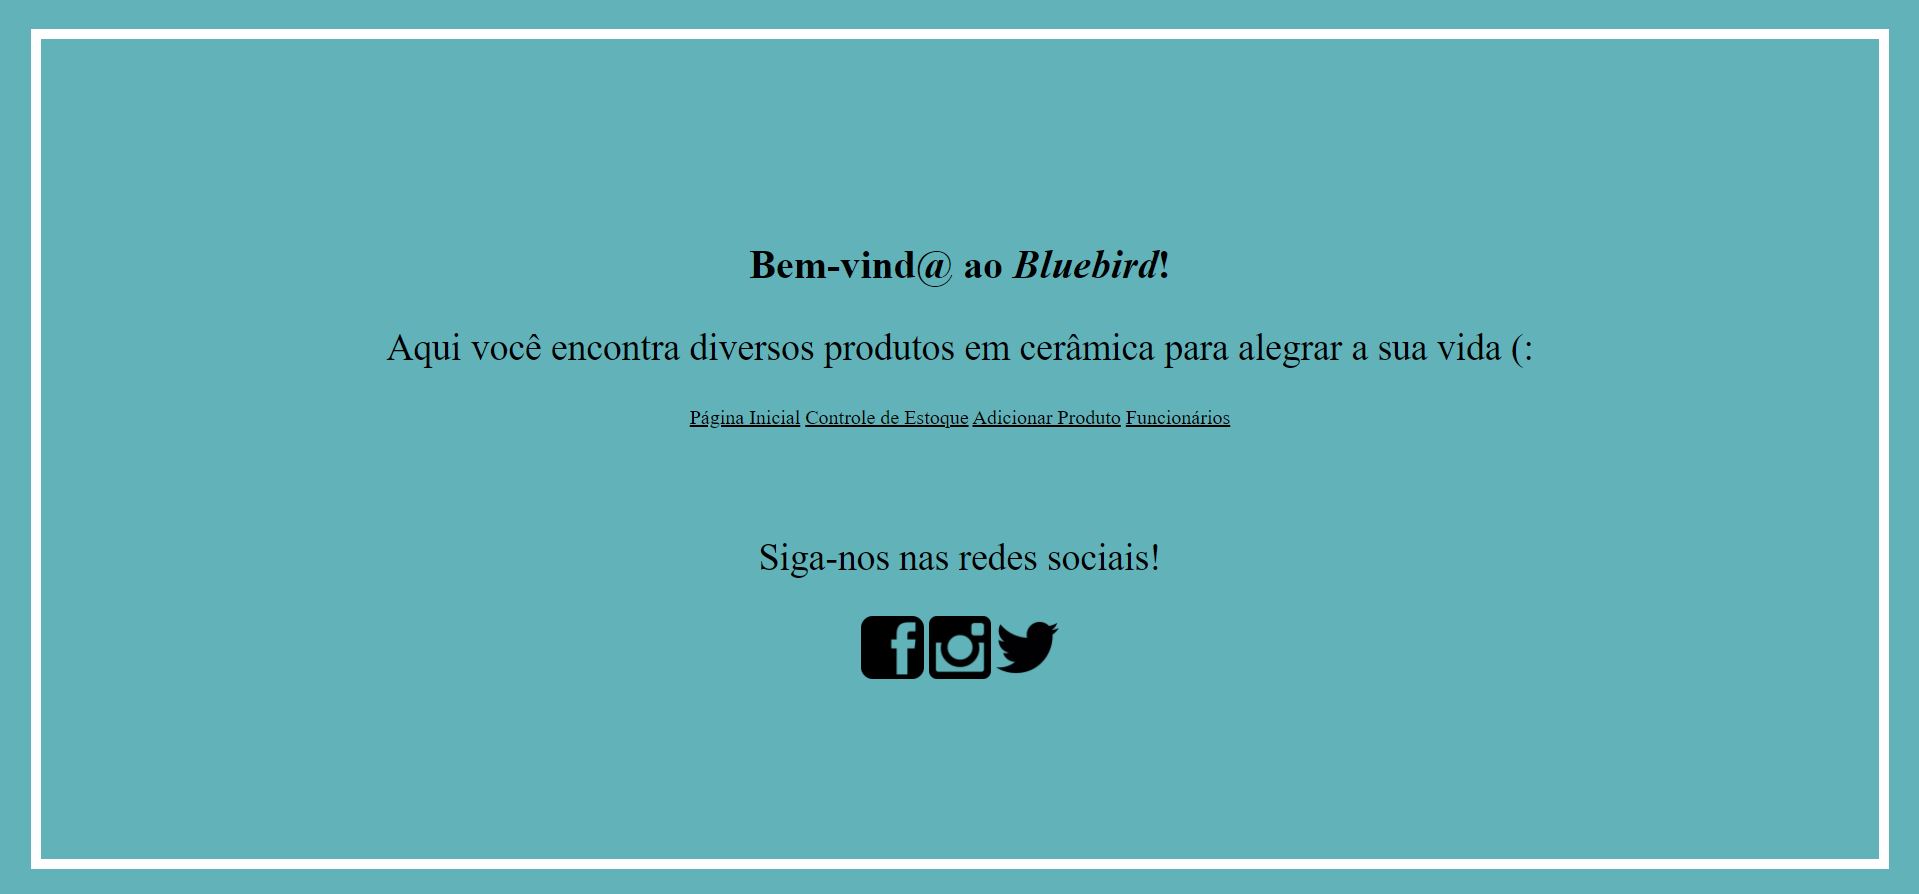 Bem-vind@ ao Bluebird!
Aqui você encontra diversos produtos em cerâmica para alegrar a sua vida (:
Página Inicial Controle de Estoque Adicionar Produto Funcionários
Siga-nos nas redes sociais!